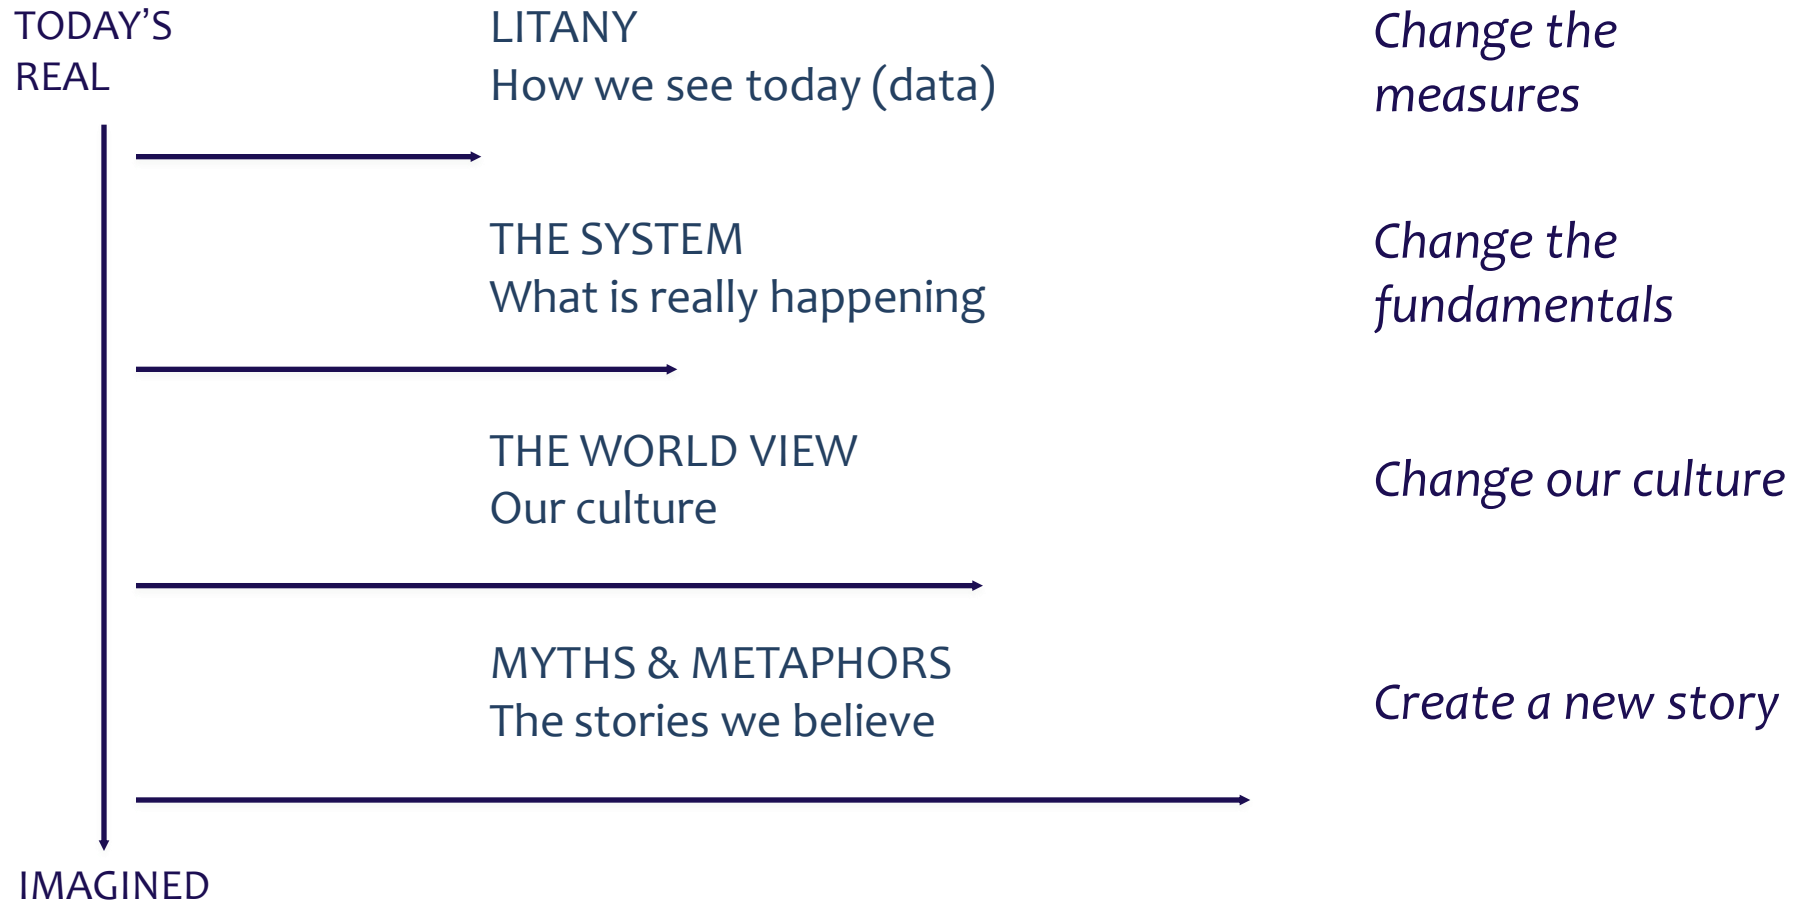 TODAY’S
REAL
LITANY
How we see today (data)
Change the
measures
THE SYSTEM
What is really happening
Change the
fundamentals
THE WORLD VIEW
Our culture
Change our culture
MYTHS & METAPHORS
The stories we believe
Create a new story
IMAGINED